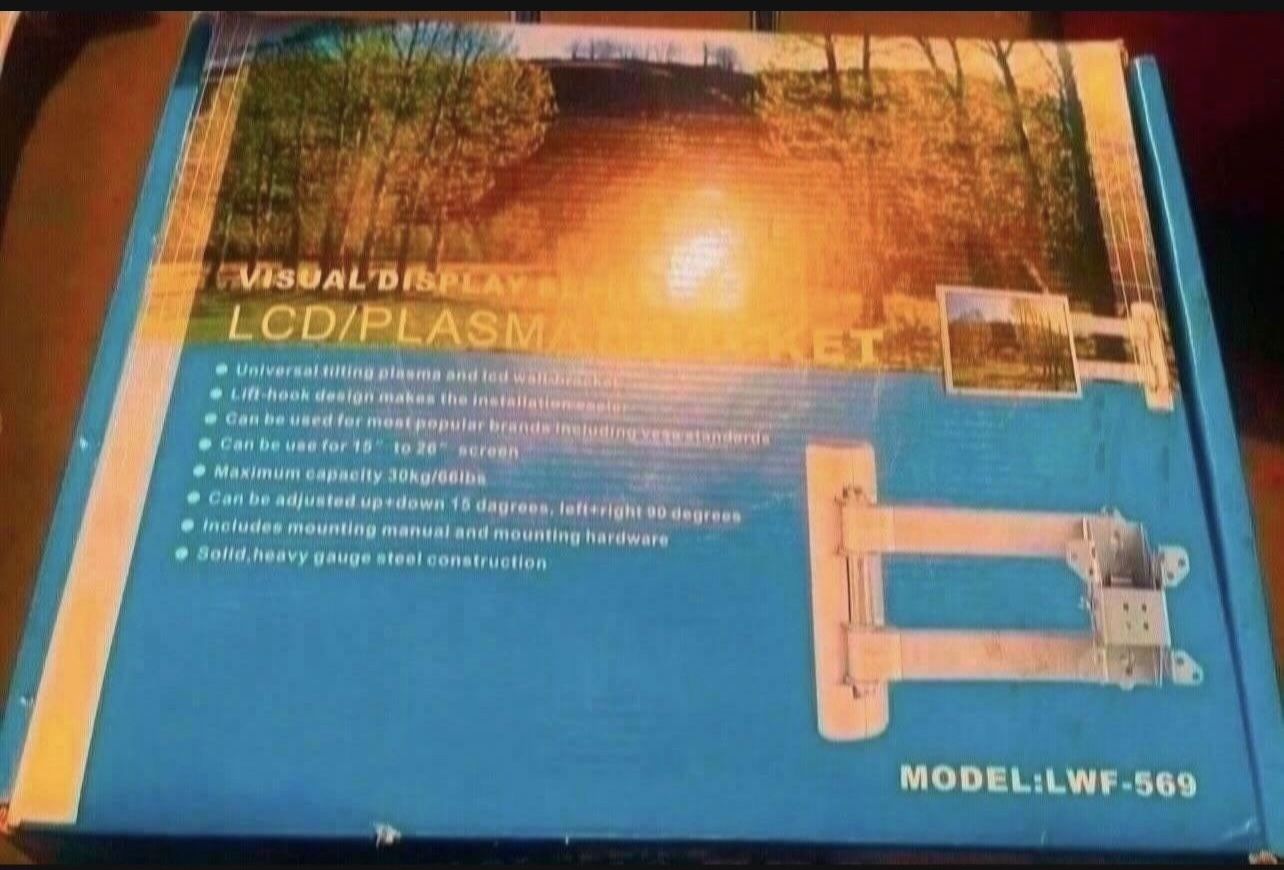 VISUAL DISPLAY
LCD/PLASMA BRACKET
Universal tilting plasma and lcd wall bracket
Lift-hook design makes the installation easier
Can be used for most popular brands including vesa standards
Can be use for 15" to 26" screen
Maximum capacity 30kg/66lbs
Can be adjusted up+down 15 dagrees, left+right 90 degrees
Includes mounting manual and mounting hardware
Solid,heavy gauge steel construction
MODEL:LWF-569